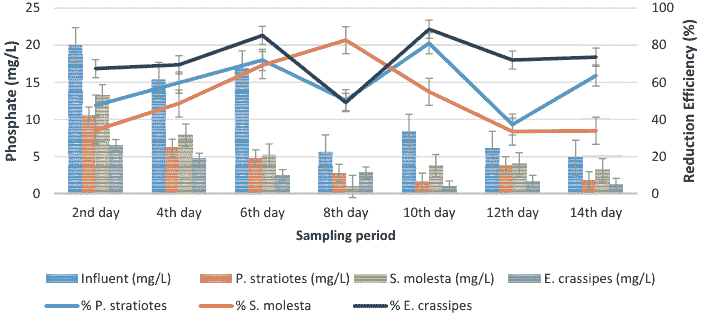 25
20
15
10
5
0
Phosphate (mg/L)
100
80
60
40
20
0
Reduction Efficiency (%)
2nd day 4th day 6th day 8th day 10th day 12th day 14th day
Sampling period
Influent (mg/L) P. stratiotes (mg/L) S. molesta (mg/L) E. crassipes (mg/L)
% P. stratiotes % S. molesta % E. crassipes